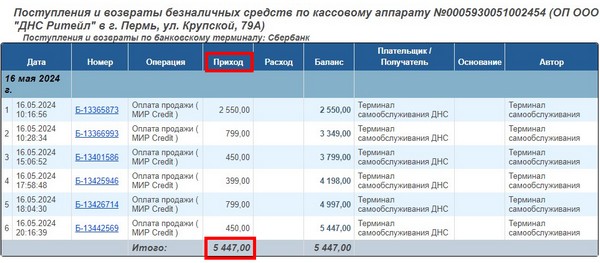 Поступления и возвраты безналичных средств по кассовому аппарату №0005930051002454 (ОП ООО
"ДНС Ритейл" в г. Пермь, ул. Крупской, 79А)
Поступления и возвраты по банковскому терминалу: Сбербанк
Дата Номер Операция Приход Расход Баланс Плательщик / Получатель Основание Автор
16 мая 2024
г.
1 16.05.2024 10:16:56 Б-13365873 Оплата продажи ( МИР Credit ) 2 550,00 2 550,00 Терминал самообслуживания ДНС Терминал самообслуживания
2 16.05.2024 10:28:34 Б-13366993 Оплата продажи ( МИР Credit ) 799,00 3 349,00 Терминал самообслуживания ДНС Терминал самообслуживания
3 16.05.2024 15:06:52 Б-13401586 Оплата продажи ( МИР Credit ) 450,00 3 799,00 Терминал самообслуживания ДНС Терминал самообслуживания
4 16.05.2024 17:58:48 Б-13425946 Оплата продажи ( МИР Credit ) 399,00 4 198,00 Терминал самообслуживания ДНС Терминал самообслуживания
5 16.05.2024 18:04:30 Б-13426714 Оплата продажи ( МИР Credit ) 799,00 4 997,00 Терминал самообслуживания ДНС Терминал самообслуживания
6 16.05.2024 20:16:39 Б-13442569 Оплата продажи ( МИР Credit ) 450,00 5 447,00 Терминал самообслуживания ДНС Терминал самообслуживания
Итого: 5 447,00 5 447,00